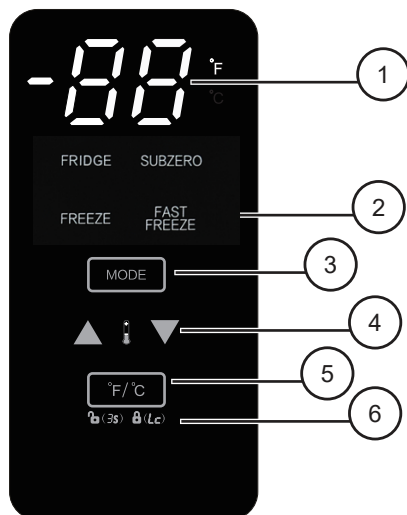 -88 °F
°C
1
FRIDGE SUBZERO
2
FREEZE FAST FREEZE
3
MODE
4
°F/°C
5
(3s) (Lc)
6